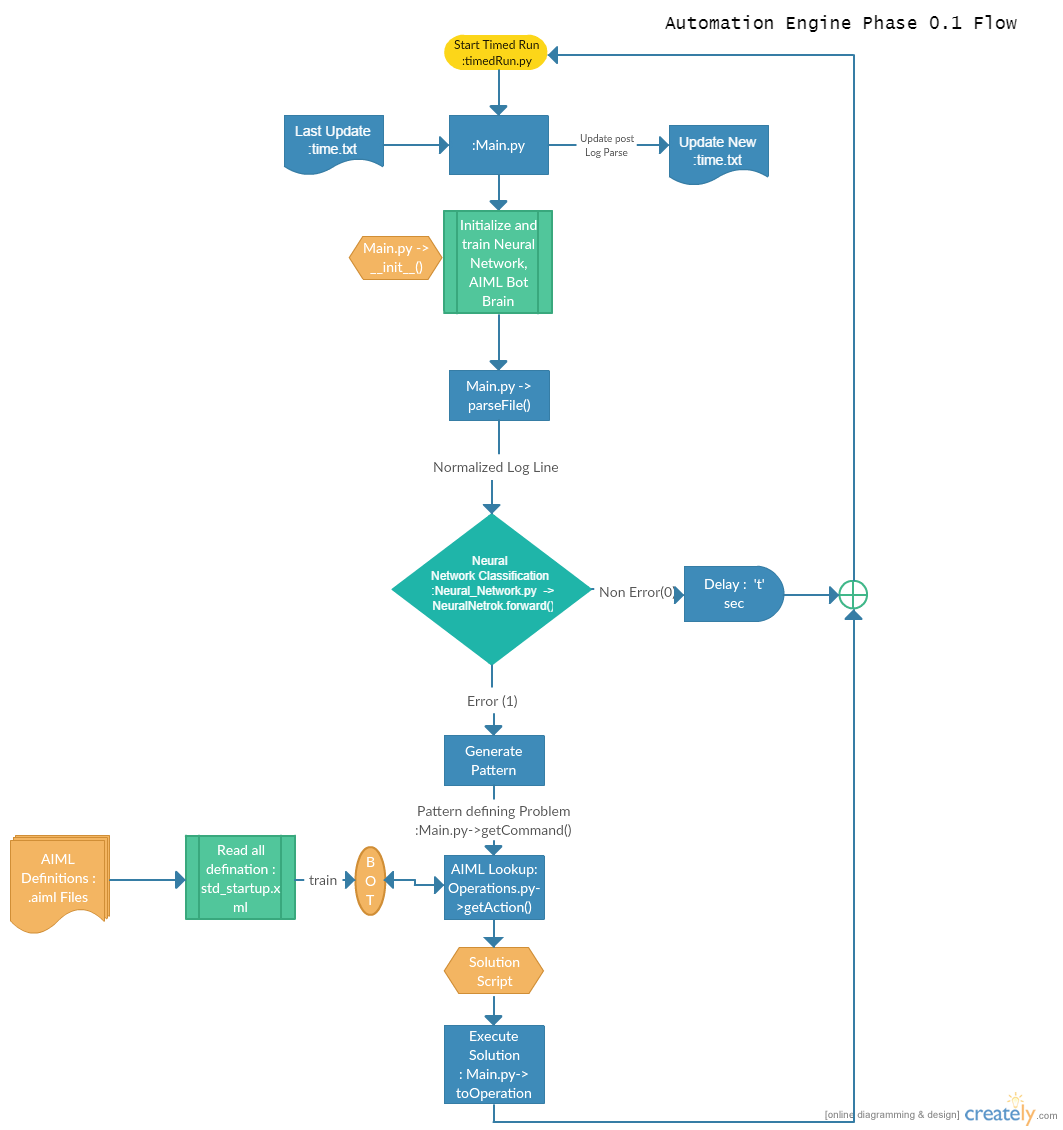 Automation Engine Phase 0.1 Flow
Start Timed Run
:timedRun.py
Last Update
:time.txt
:Main.py
Update post
Log Parse
Update New
:time.txt
Main.py ->
__init__()
Initialize and
train Neural
Network,
AIML Bot
Brain
Main.py ->
parseFile()
Normalized Log Line
Neural
Network Classification
:Neural_Network.py ->
NeuralNetrok.forward()
Non Error(0)
Delay : 't'
sec
Error (1)
Generate
Pattern
Pattern defining Problem
:Main.py->getCommand()
AIML
Definitions :
.aiml Files
Read all
defination :
std_startup.x
ml
train
B
O
T
AIML Lookup:
Operations.py-
>getAction()
Solution
Script
Execute
Solution
: Main.py->
toOperation
[online diagramming & design] creately.com